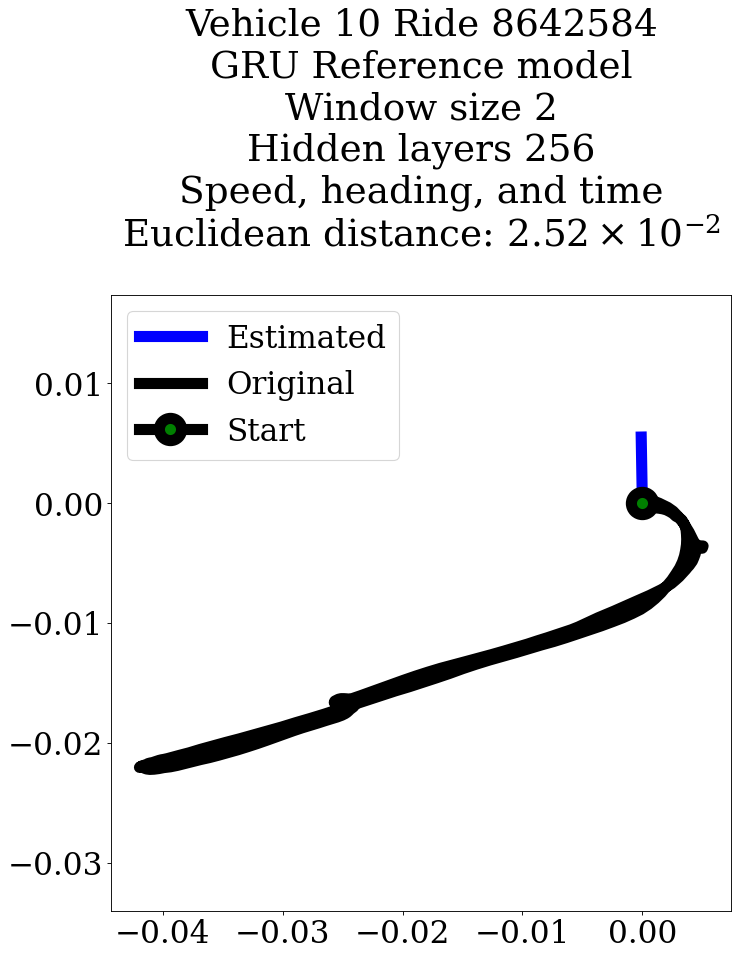 Vehicle 10 Ride 8642584
GRU Reference model
Window size 2
Hidden layers 256
Speed, heading, and time
Euclidean distance: 2.52 × 10⁻²
Estimated
Original
Start
0.01
0.00
−0.01
−0.02
−0.03
−0.04 −0.03 −0.02 −0.01 0.00